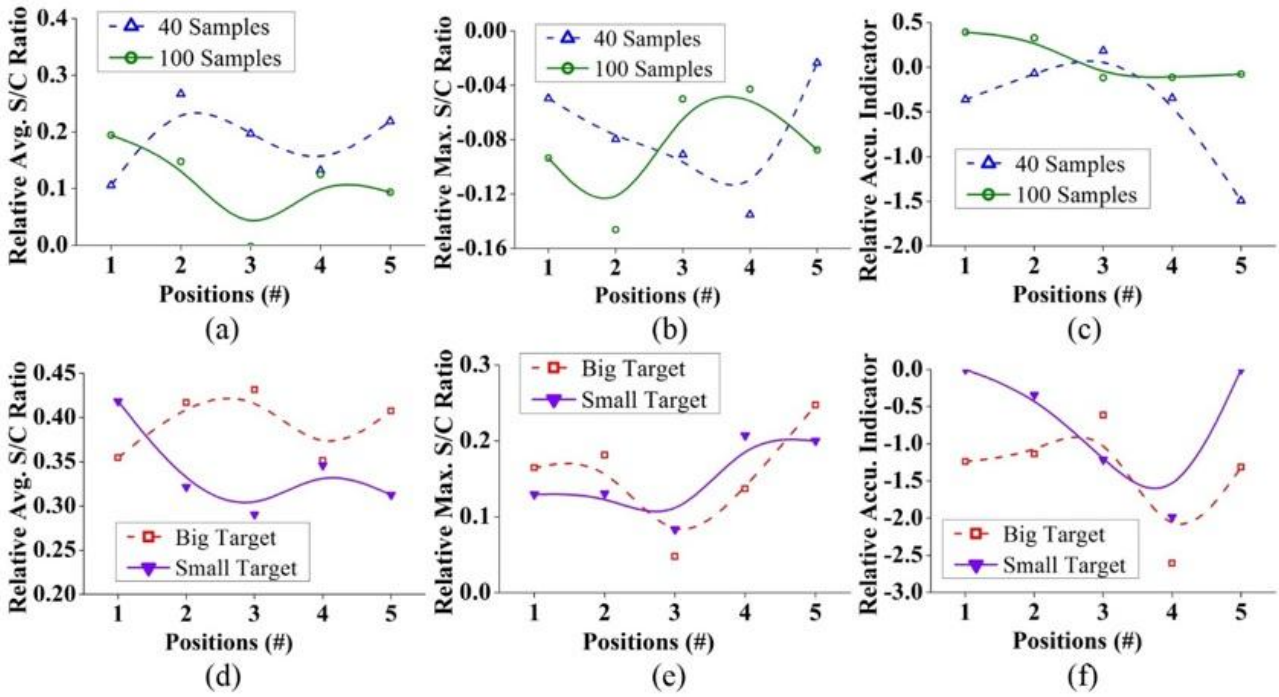 Relative Avg. S/C Ratio
0.4
0.3
0.2
0.1
0.0
40 Samples
100 Samples
1 2 3 4 5
Positions (#)
(a)
Relative Max. S/C Ratio
0.00
-0.04
-0.08
-0.12
-0.16
40 Samples
100 Samples
1 2 3 4 5
Positions (#)
(b)
Relative Accu. Indicator
0.5
0.0
-0.5
-1.0
-1.5
-2.0
40 Samples
100 Samples
1 2 3 4 5
Positions (#)
(c)
Relative Avg. S/C Ratio
0.45
0.40
0.35
0.30
0.25
0.20
Big Target
Small Target
1 2 3 4 5
Positions (#)
(d)
Relative Max. S/C Ratio
0.3
0.2
0.1
0.0
Big Target
Small Target
1 2 3 4 5
Positions (#)
(e)
Relative Accu. Indicator
0.0
-0.5
-1.0
-1.5
-2.0
-2.5
-3.0
Big Target
Small Target
1 2 3 4 5
Positions (#)
(f)